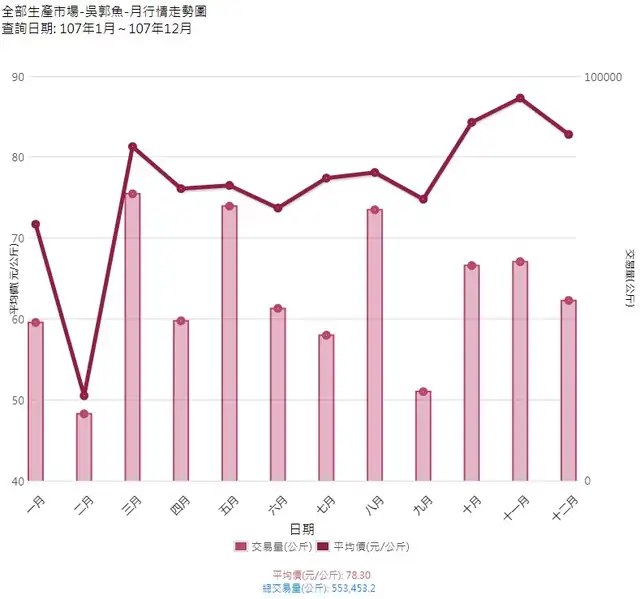 全部生產市場-吳郭魚-月行情走勢圖
查詢日期: 107年1月 ~ 107年12月
90
80
70
60
50
40
平均價(元/公斤)
100000
0
交易量(公斤)
一月
二月
三月
四月
五月
六月
七月
八月
九月
十月
十一月
十二月
日期
交易量(公斤) 平均價(元/公斤)
平均價(元/公斤): 78.30
總交易量(公斤): 553,453.2